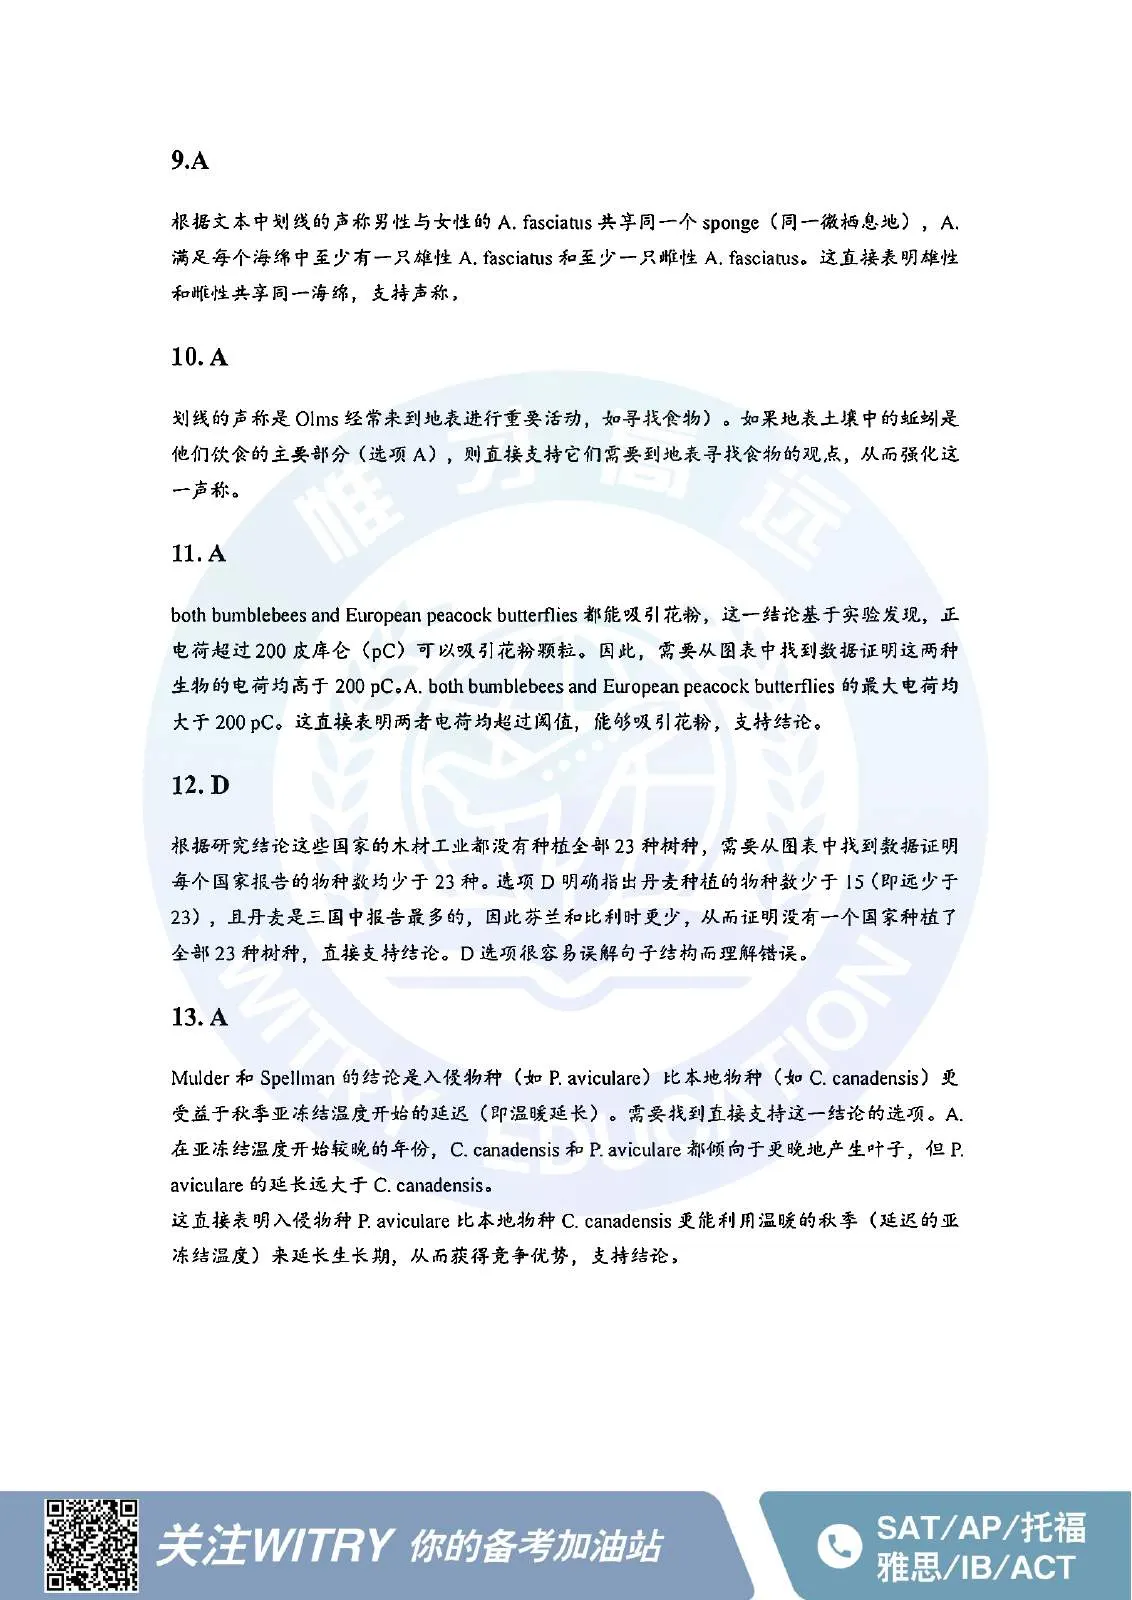 9.A
根据文本中划线的声称男性与女性的 A. fasciatus 共享同一个 sponge（同一微栖息地），A.
满足每个海绵中至少有一只雄性 A. fasciatus 和至少一只雌性 A. fasciatus。这直接表明雄性
和雌性共享同一海绵，支持声称。
10. A
划线的声称是 Olms 经常来到地表进行重要活动，如寻找食物）。如果地表土壤中的蚯蚓是
他们饮食的主要部分（选项 A），则直接支持它们需要到地表寻找食物的观点，从而强化这
一声称。
11. A
both bumblebees and European peacock butterflies 都能吸引花粉，这一结论基于实验发现，正
电荷超过 200 皮库仑（pC）可以吸引花粉颗粒。因此，需要从图表中找到数据证明这两种
生物的电荷均高于 200 pC。A. both bumblebees and European peacock butterflies 的最大电荷均
大于 200 pC。这直接表明两者电荷均超过阈值，能够吸引花粉，支持结论。
12. D
根据研究结论这些国家的木材工业都没有种植全部 23 种树种，需要从图表中找到数据证明
每个国家报告的物种数均少于 23 种。选项 D 明确指出丹麦种植的物种数少于 15（即远少于
23），且丹麦是三国中报告最多的，因此芬兰和比利时更少，从而证明没有一个国家种植了
全部 23 种树种，直接支持结论。D 选项很容易误解句子结构而理解错误。
13. A
Mulder 和 Spellman 的结论是入侵物种（如 P. aviculare）比本地物种（如 C. canadensis）更
受益于秋季亚冻结温度开始的延迟（即温暖延长）。需要找到直接支持这一结论的选项。A.
在亚冻结温度开始较晚的年份，C. canadensis 和 P. aviculare 都倾向于更晚地产生叶子，但 P.
aviculare 的延长远大于 C. canadensis。
这直接表明入侵物种 P. aviculare 比本地物种 C. canadensis 更能利用温暖的秋季（延迟的亚
冻结温度）来延长生长期，从而获得竞争优势，支持结论。
惟才高远
WITRY EDUCATION
关注WITRY 你的备考加油站
SAT/AP/托福
雅思/IB/ACT